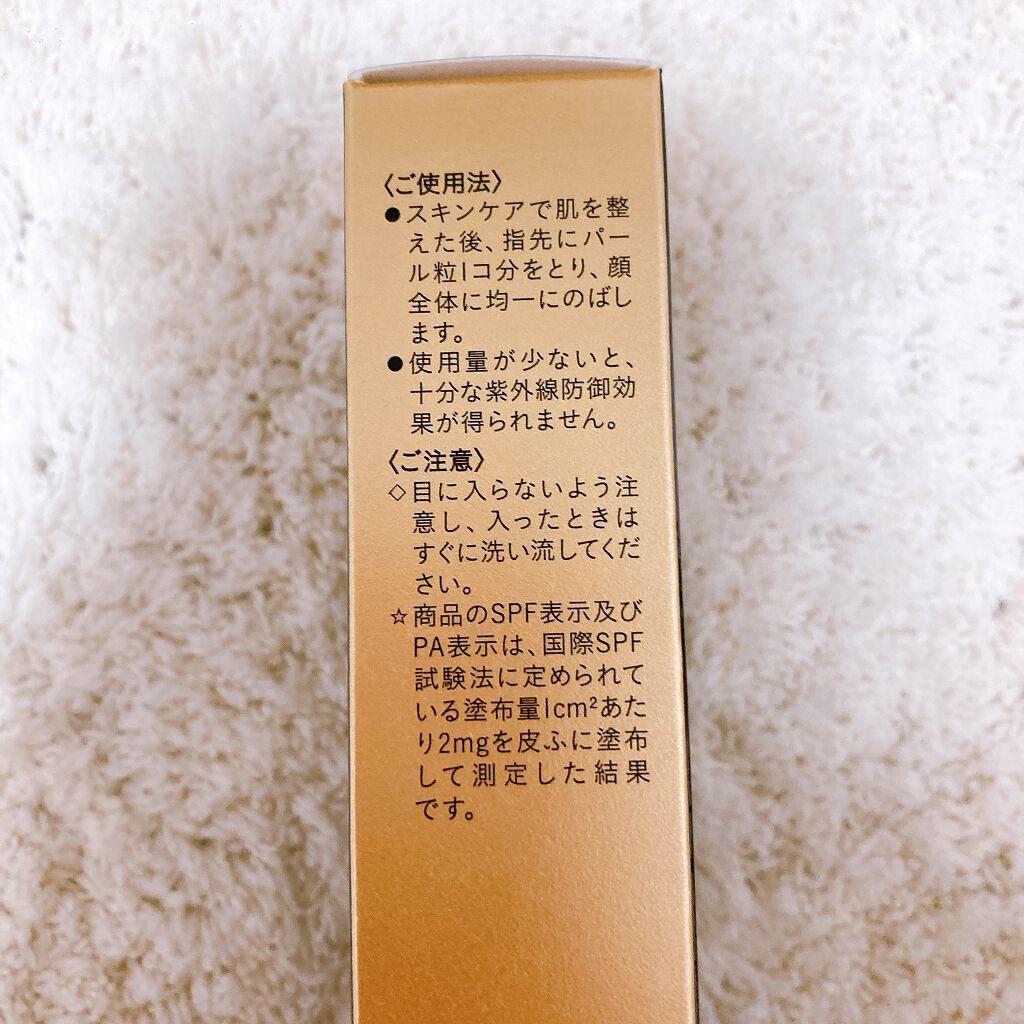 〈ご使用法〉
●スキンケアで肌を整
えた後、指先にパー
ル粒1コ分をとり、顔
全体に均一にのばし
ます。
●使用量が少ないと、
十分な紫外線防御効
果が得られません。
〈ご注意〉
◇目に入らないよう注
意し、入ったときは
すぐに洗い流してくだ
さい。
☆商品のSPF表示及び
PA表示は、国際SPF
試験法に定められて
いる塗布量1cm²あた
り2mgを皮ふに塗布
して測定した結果
です。